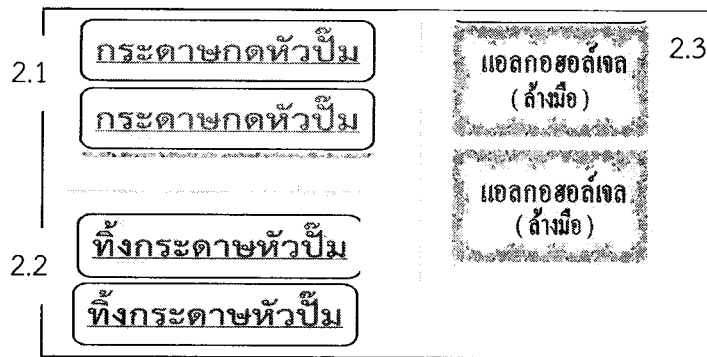 2.1
กระดาษกดหัวปั๊ม
กระดาษกดหัวปั๊ม
2.2
ทิ้งกระดาษหัวปั๊ม
ทิ้งกระดาษหัวปั๊ม
2.3
แอลกอฮอล์เจล
(ล้างมือ)
แอลกอฮอล์เจล
(ล้างมือ)